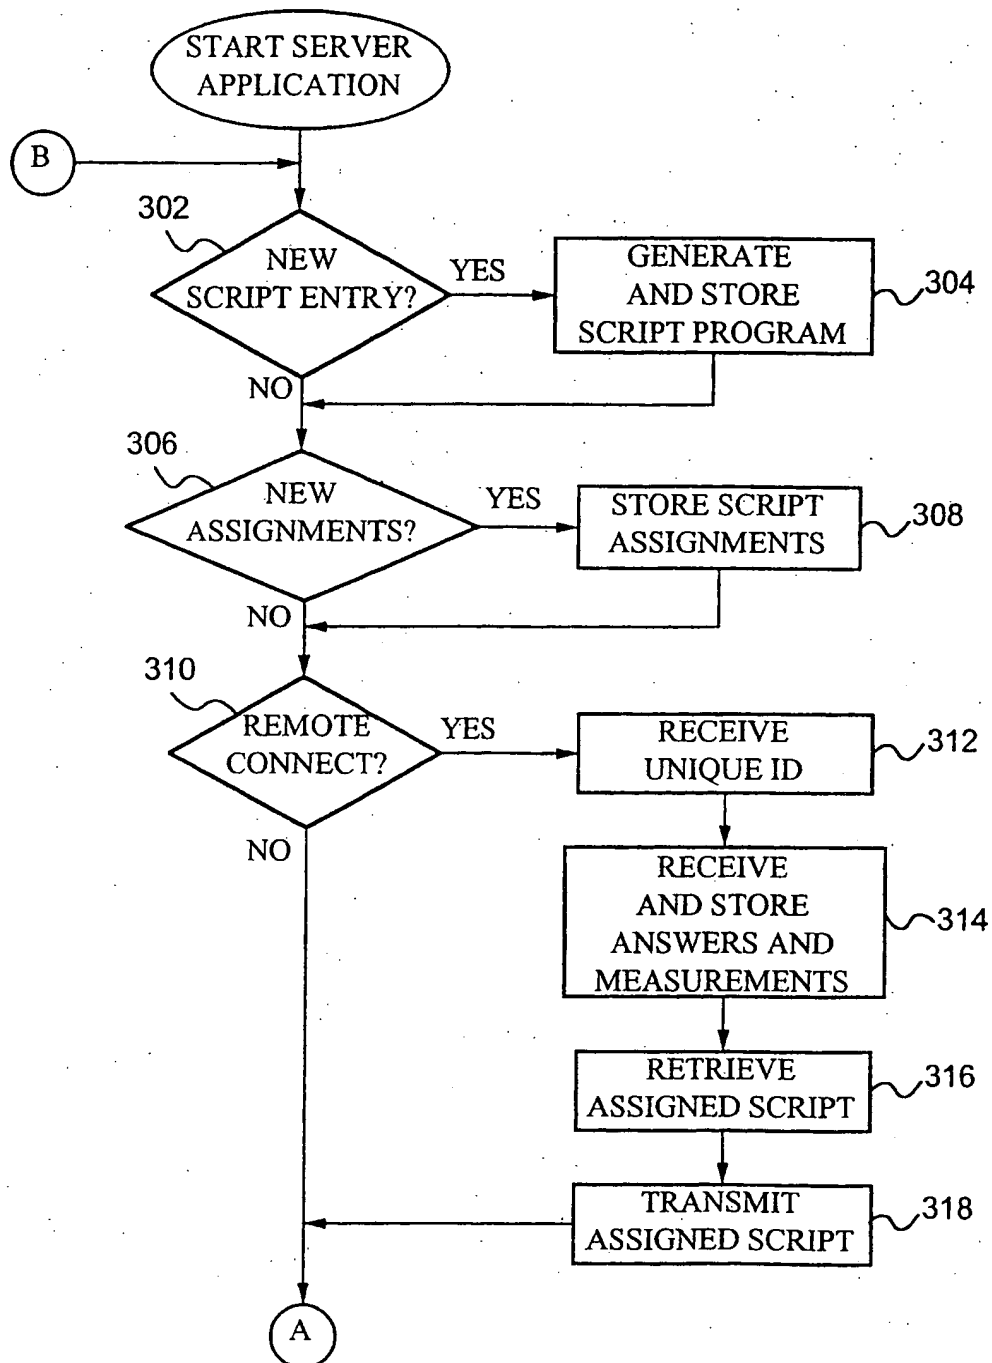 START SERVER
APPLICATION
B
302
NEW
SCRIPT ENTRY?
YES
GENERATE
AND STORE
SCRIPT PROGRAM
304
NO
306
NEW
ASSIGNMENTS?
YES
STORE SCRIPT
ASSIGNMENTS
308
NO
310
REMOTE
CONNECT?
YES
RECEIVE
UNIQUE ID
312
NO
RECEIVE
AND STORE
ANSWERS AND
MEASUREMENTS
314
RETRIEVE
ASSIGNED SCRIPT
316
TRANSMIT
ASSIGNED SCRIPT
318
A